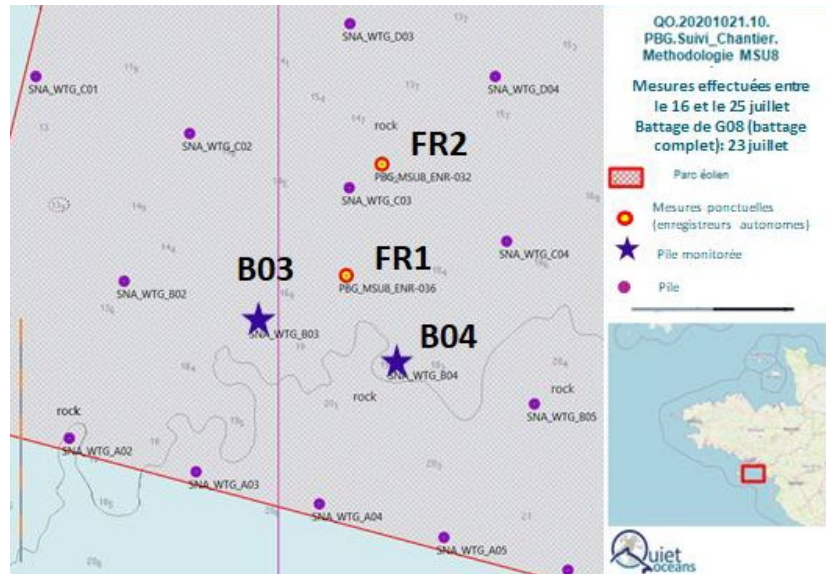 SNA_WTG_D03
SNA_WTG_C01
SNA_WTG_D04
rock
SNA_WTG_C02
FR2
PBG_MSU8_ENR-032
SNA_WTG_C03
SNA_WTG_C04
B03
FR1
SNA_WTG_B02
PBG_MSU8_ENR-036
SNA_WTG_B03
B04
SNA_WTG_B04
rock
rock
SNA_WTG_B05
rock
SNA_WTG_A02
SNA_WTG_A03
SNA_WTG_A04
SNA_WTG_A05
QO.20201021.10.
PBG.Suivi_Chantier.
Methodologie MSU8
Mesures effectuées entre
le 16 et le 25 juillet
Battage de G08 (battage
complet): 23 juillet
Parc éolien
Mesures ponctuelles
(enregistreurs autonomes)
Pile monitorée
Pile
Quiet
Oceans